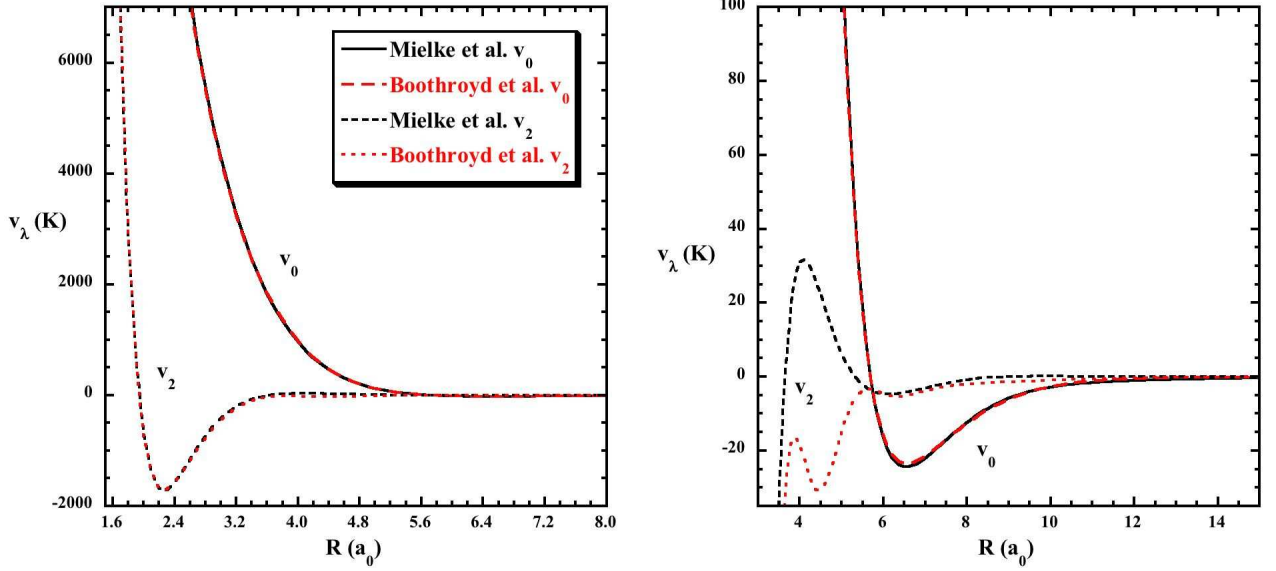 6000
4000
2000
0
-2000
v_λ (K)
Mielke et al. v_0
Boothroyd et al. v_0
Mielke et al. v_2
Boothroyd et al. v_2
v_0
v_2
1.6 2.4 3.2 4.0 4.8 5.6 6.4 7.2 8.0
R (a_0)
100
80
60
40
20
0
-20
v_λ (K)
v_2
v_0
4 6 8 10 12 14
R (a_0)